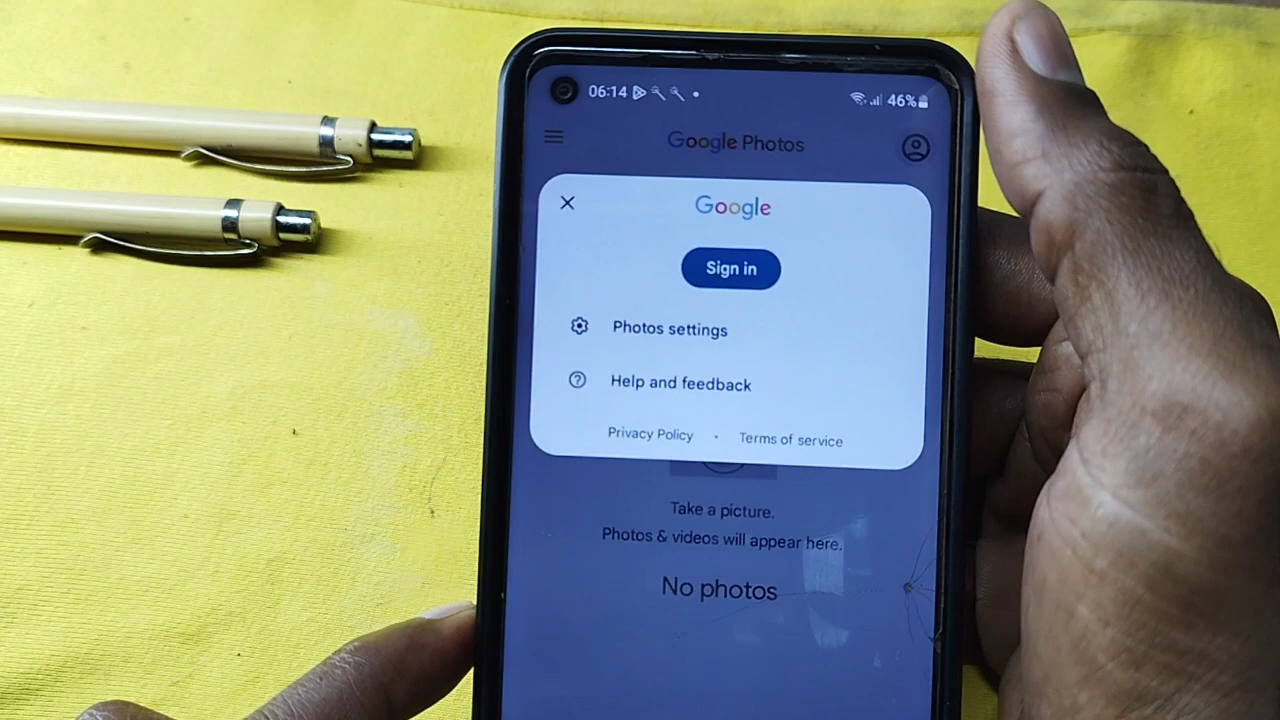 06:14 46%
Google Photos
Google
Sign in
Photos settings
Help and feedback
Privacy Policy · Terms of service
Take a picture.
Photos & videos will appear here.
No photos